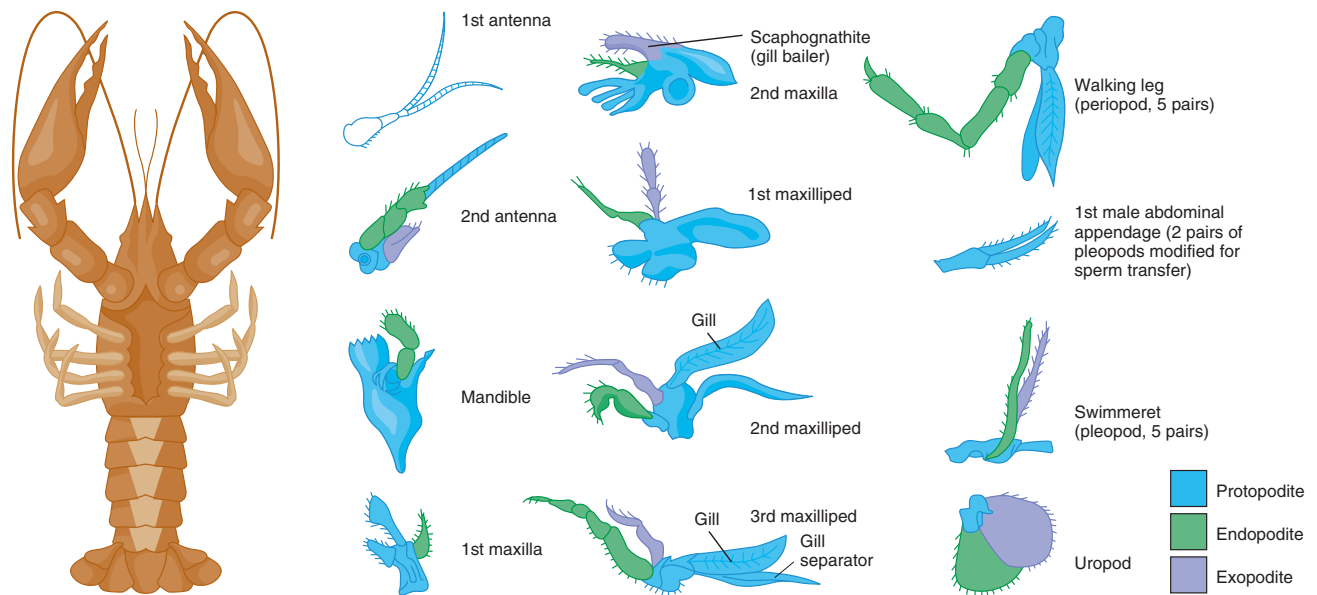 1st antenna
2nd antenna
Mandible
1st maxilla
Scaphognathite
(gill bailer)
2nd maxilla
1st maxilliped
Gill
2nd maxilliped
Gill
3rd maxilliped
Gill
separator
Walking leg
(periopod, 5 pairs)
1st male abdominal
appendage (2 pairs of
pleopods modified for
sperm transfer)
Swimmeret
(pleopod, 5 pairs)
Uropod
Protopodite
Endopodite
Exopodite